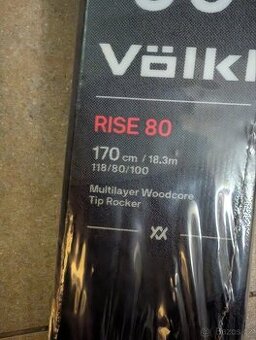 völkl
RISE 80
170 cm / 18.3m
118/80/100
Multilayer Woodcore
Tip Rocker